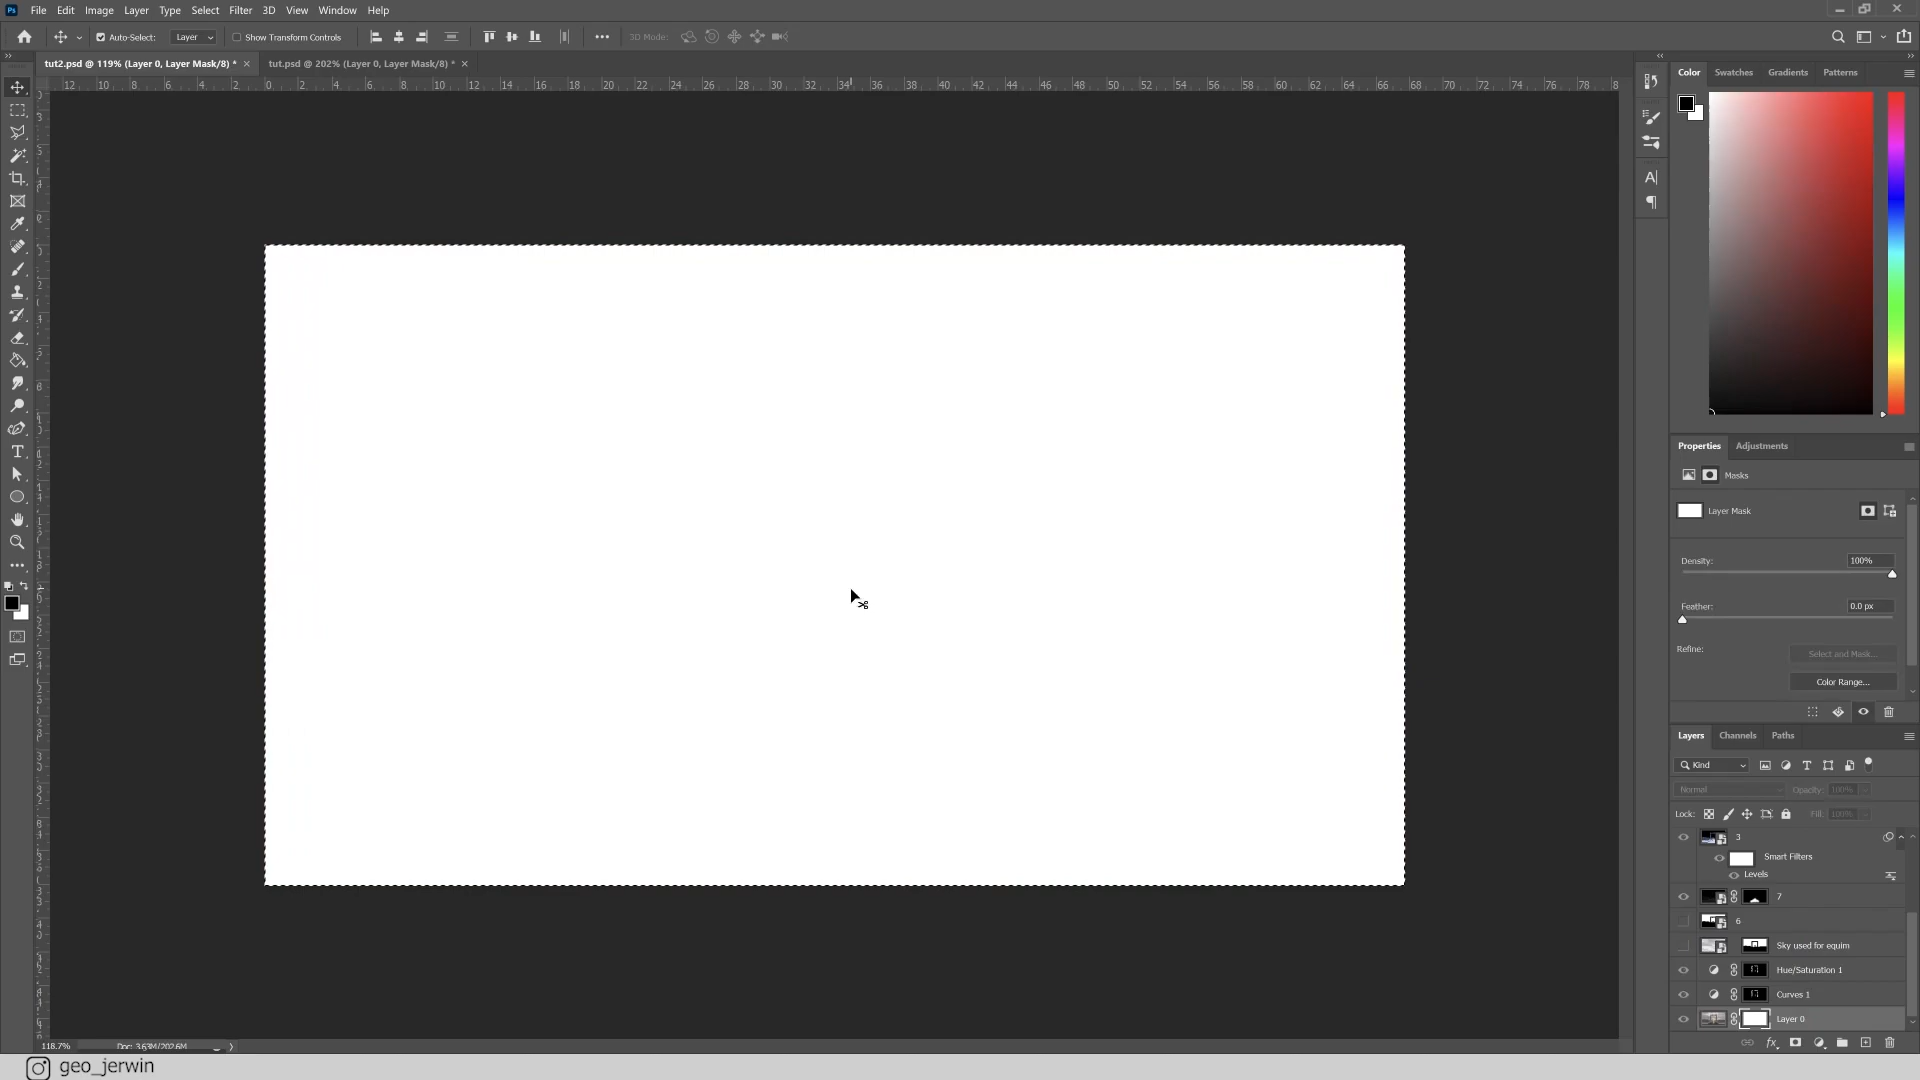 Ps File Edit Image Layer Type Select Filter 3D View Window Help
Auto-Select: Layer Show Transform Controls 3D Mode:
tut2.psd @ 119% (Layer 0, Layer Mask/8) * tut.psd @ 202% (Layer 0, Layer Mask/8) *
12 10 8 6 4 2 0 2 4 6 8 10 12 14 16 18 20 22 24 26 28 30 32 34 36 38 40 42 44 46 48 50 52 54 56 58 60 62 64 66 68 70 72 74 76 78 8
Color Swatches Gradients Patterns
Properties Adjustments
Masks
Layer Mask
Density: 100%
Feather: 0.0 px
Refine: Select and Mask...
Color Range...
Layers Channels Paths
Kind
Normal Opacity: 100%
Lock: Fill: 100%
3
Smart Filters
Levels
7
6
Sky used for equim
Hue/Saturation 1
Curves 1
Layer 0
fx
118.7% Doc: 3.63M/202.6M
geo_jerwin